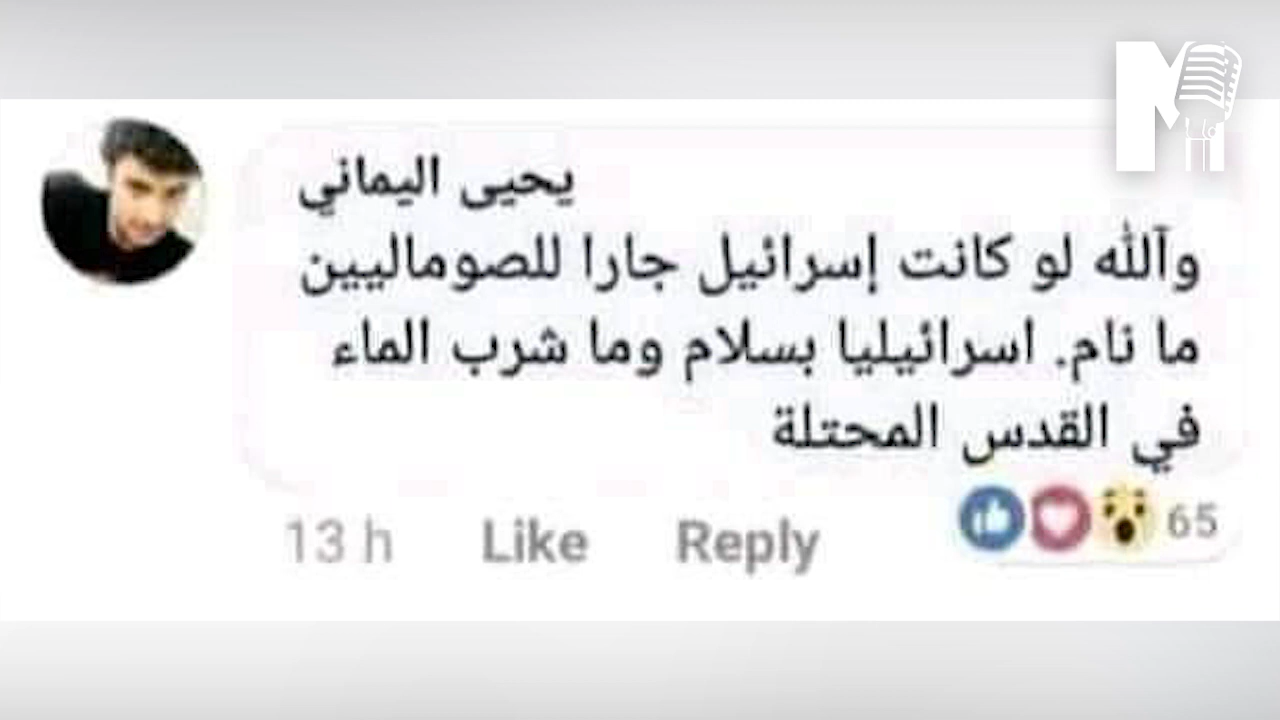 يحيى اليماني
وآلله لو كانت إسرائيل جارا للصوماليين
ما نام. اسرائيليا بسلام وما شرب الماء
في القدس المحتلة
13 h Like Reply 65